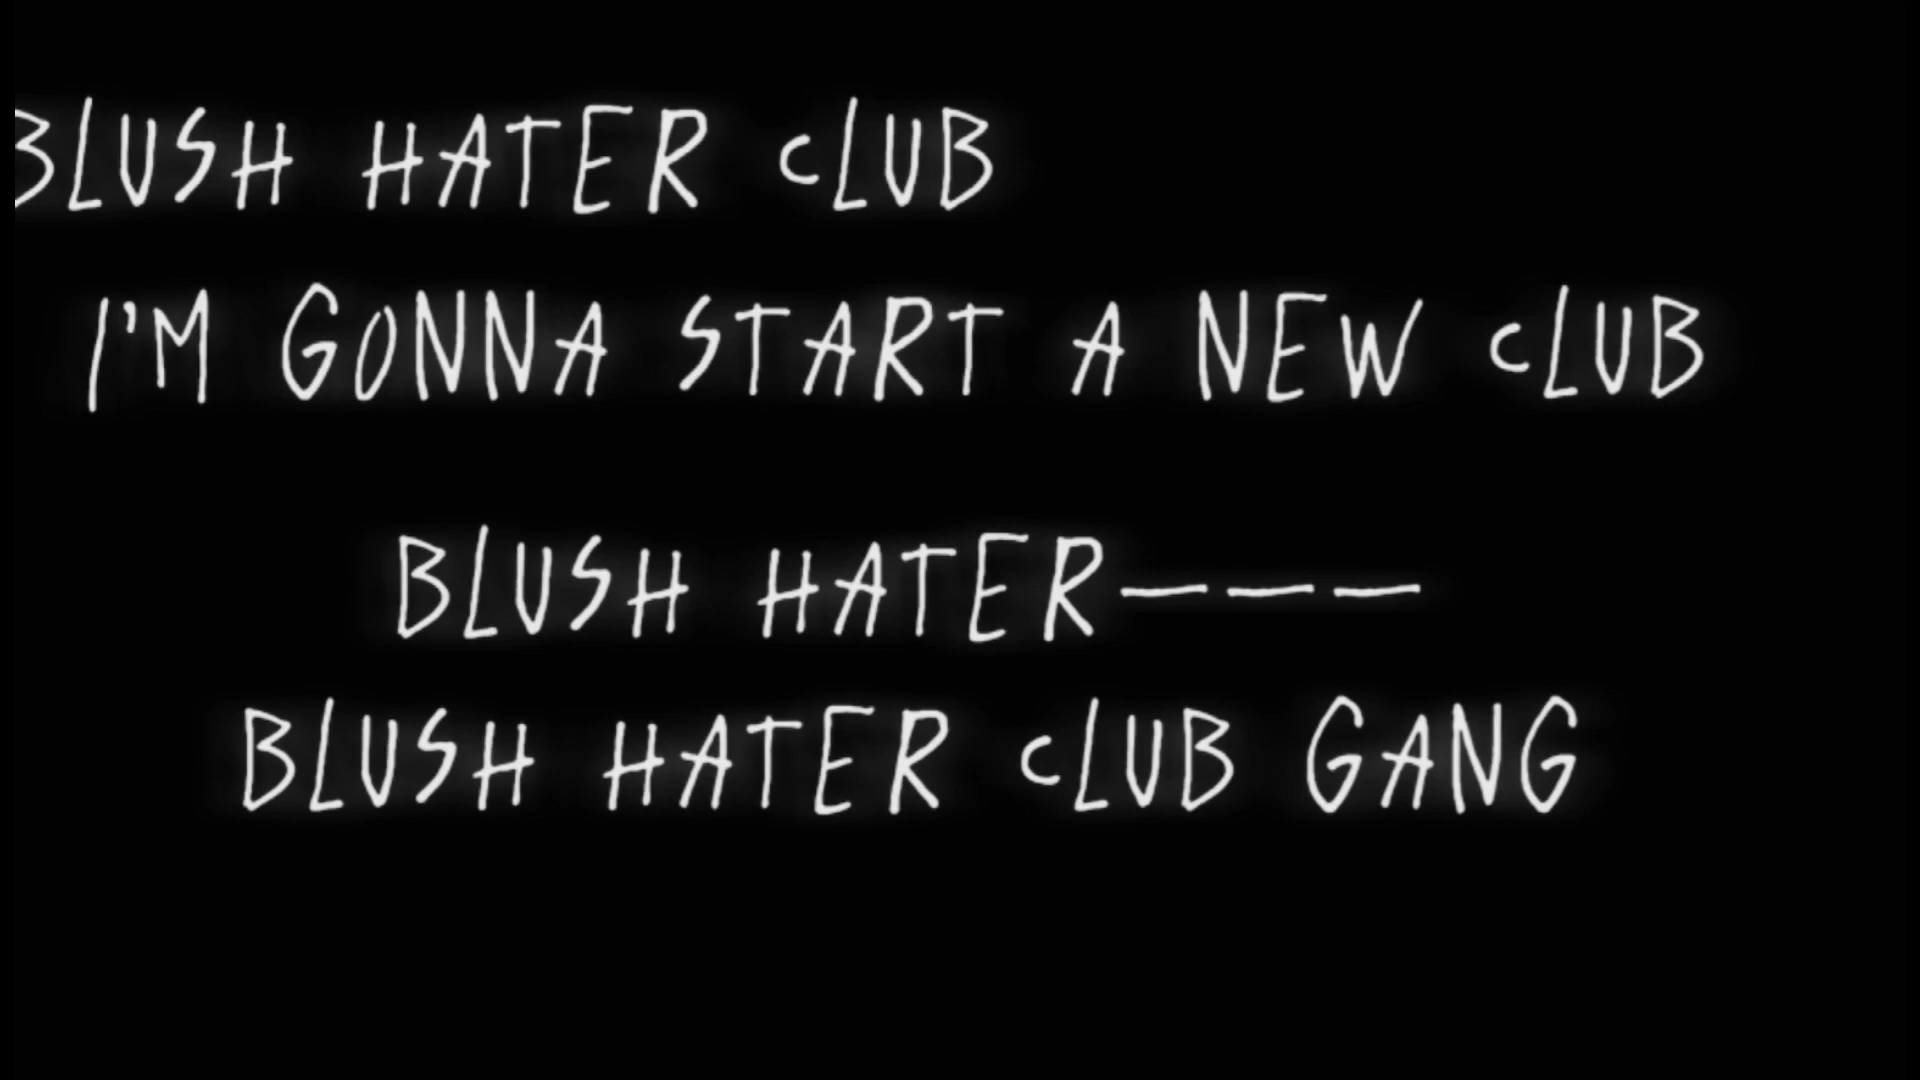 BLUSH HATER CLUB
I'M GONNA START A NEW CLUB
BLUSH HATER———
BLUSH HATER CLUB GANG